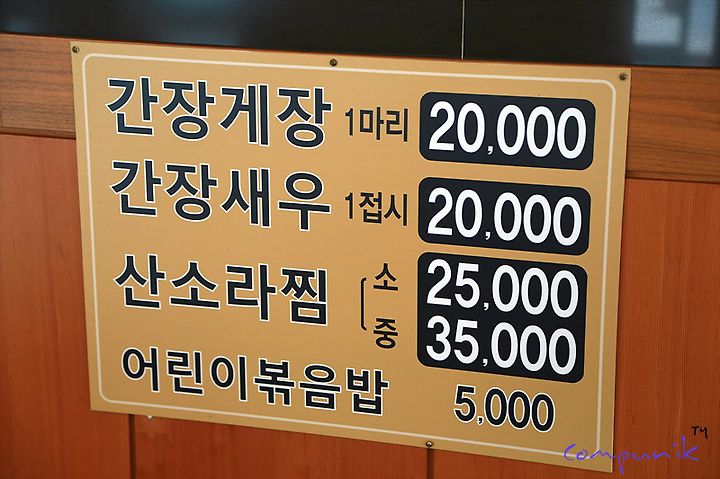 간장게장 1마리 20,000
간장새우 1접시 20,000
산소라찜 소 25,000
중 35,000
어린이볶음밥 5,000
compunik™